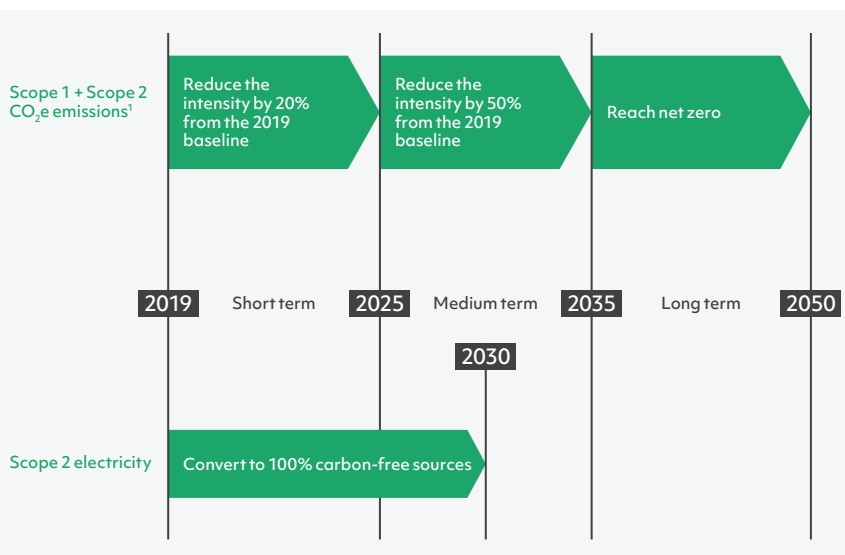 Scope 1 + Scope 2
CO₂e emissions¹
Reduce the
intensity by 20%
from the 2019
baseline
Reduce the
intensity by 50%
from the 2019
baseline
Reach net zero
2019
Short term
2025
Medium term
2035
Long term
2050
2030
Scope 2 electricity
Convert to 100% carbon-free sources